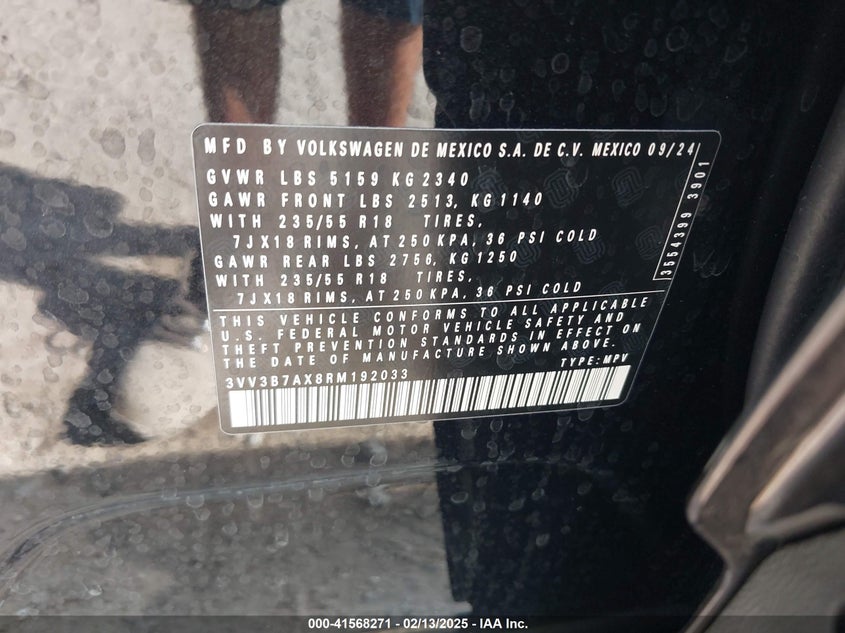 MFD BY VOLKSWAGEN DE MEXICO S.A. DE C.V. MEXICO 09/24
GVWR LBS 5159 KG 2340
GAWR FRONT LBS 2513, KG 1140
WITH 235/55 R18 TIRES,
7JX18 RIMS, AT 250 KPA, 36 PSI COLD
GAWR REAR LBS 2756, KG 1250
WITH 235/55 R18 TIRES,
7JX18 RIMS, AT 250 KPA, 36 PSI COLD
3554399 3901
THIS VEHICLE CONFORMS TO ALL APPLICABLE
U.S. FEDERAL MOTOR VEHICLE SAFETY AND
THEFT PREVENTION STANDARDS IN EFFECT ON
THE DATE OF MANUFACTURE SHOWN ABOVE.
3VV3B7AX8RM192033 TYPE: MPV
000-41568271 - 02/13/2025 - IAA Inc.